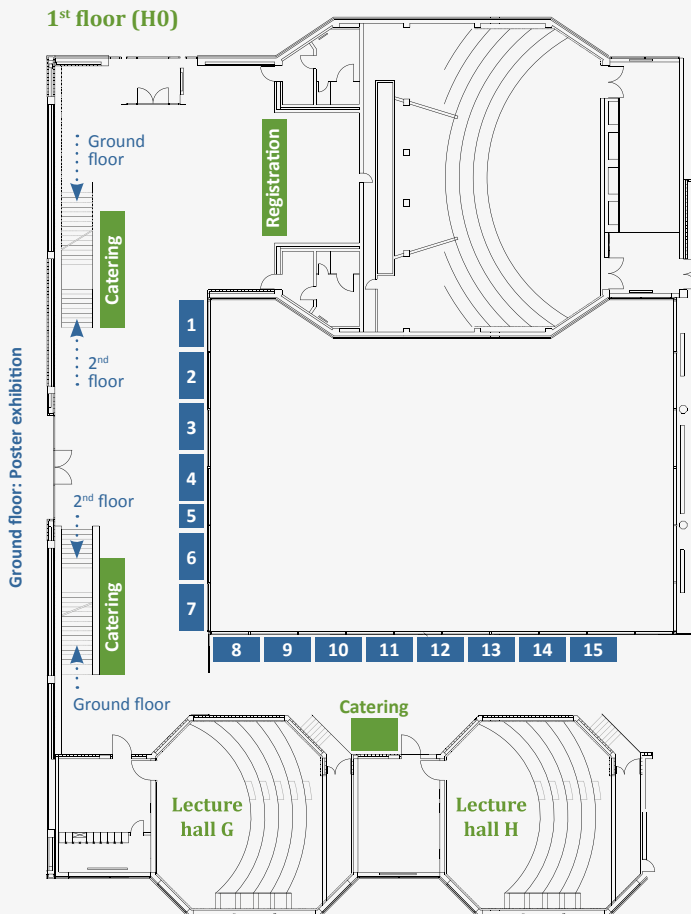 1st floor (H0)
Ground
floor
Registration
Catering
1
2nd
floor
2
3
Ground floor: Poster exhibition
4
2nd floor
5
6
Catering
7
8 9 10 11 12 13 14 15
Ground floor
Catering
Lecture
hall G
Lecture
hall H